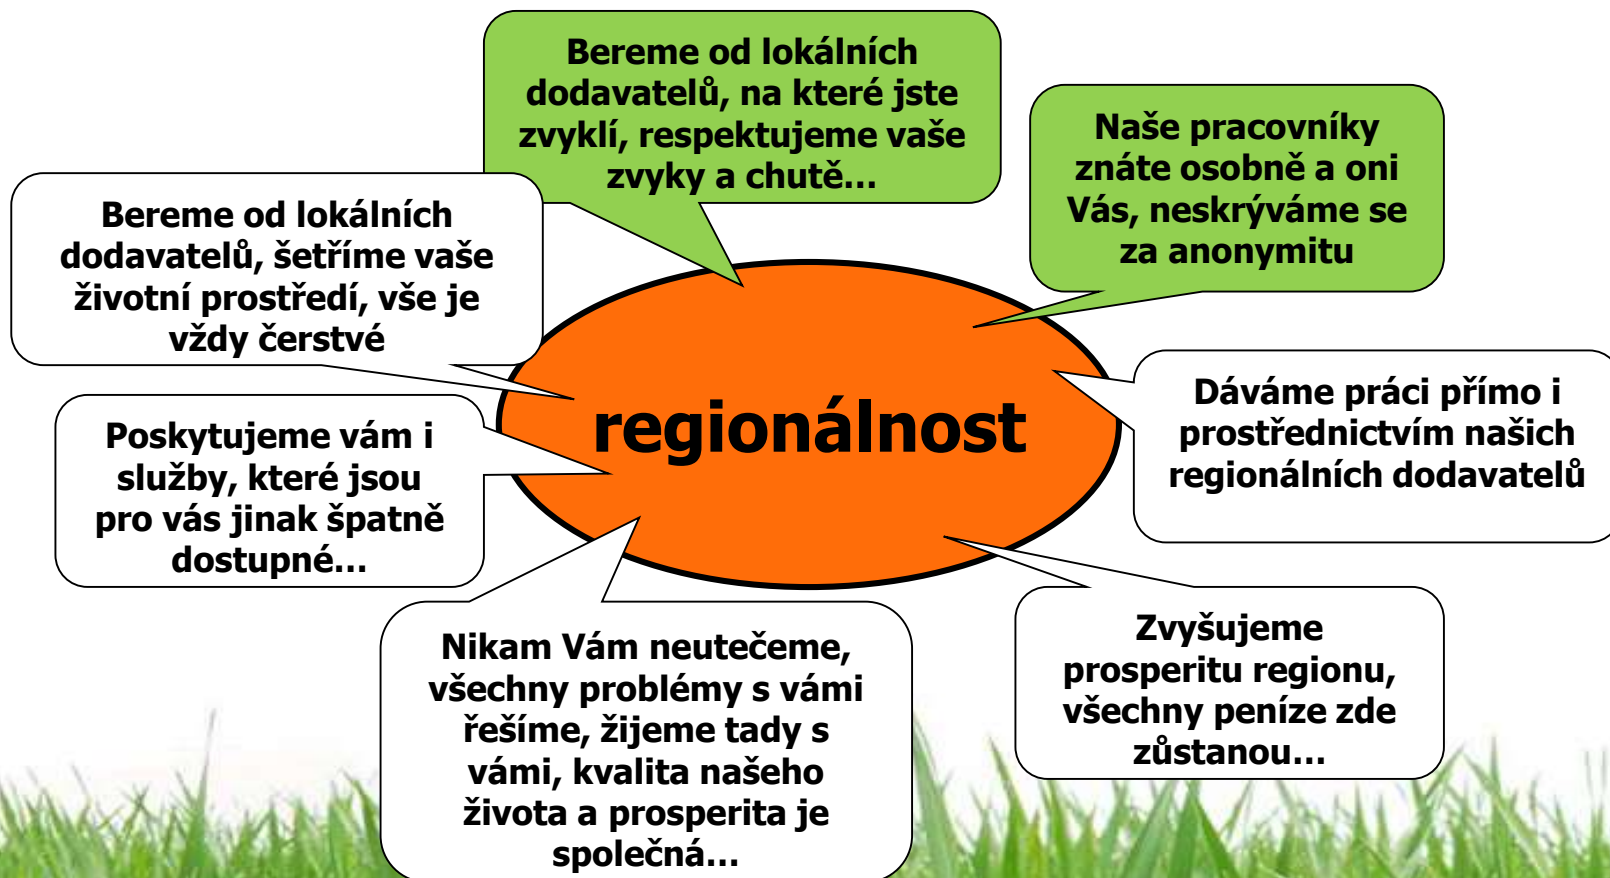 Bereme od lokálních
dodavatelů, na které jste
zvyklí, respektujeme vaše
zvyky a chutě...
Naše pracovníky
znáte osobně a oni
Vás, neskrýváme se
za anonymitu
Bereme od lokálních
dodavatelů, šetříme vaše
životní prostředí, vše je
vždy čerstvé
regionálnost
Dáváme práci přímo i
prostřednictvím našich
regionálních dodavatelů
Poskytujeme vám i
služby, které jsou
pro vás jinak špatně
dostupné...
Nikam Vám neutečeme,
všechny problémy s vámi
řešíme, žijeme tady s
vámi, kvalita našeho
života a prosperita je
společná...
Zvyšujeme
prosperitu regionu,
všechny peníze zde
zůstanou...